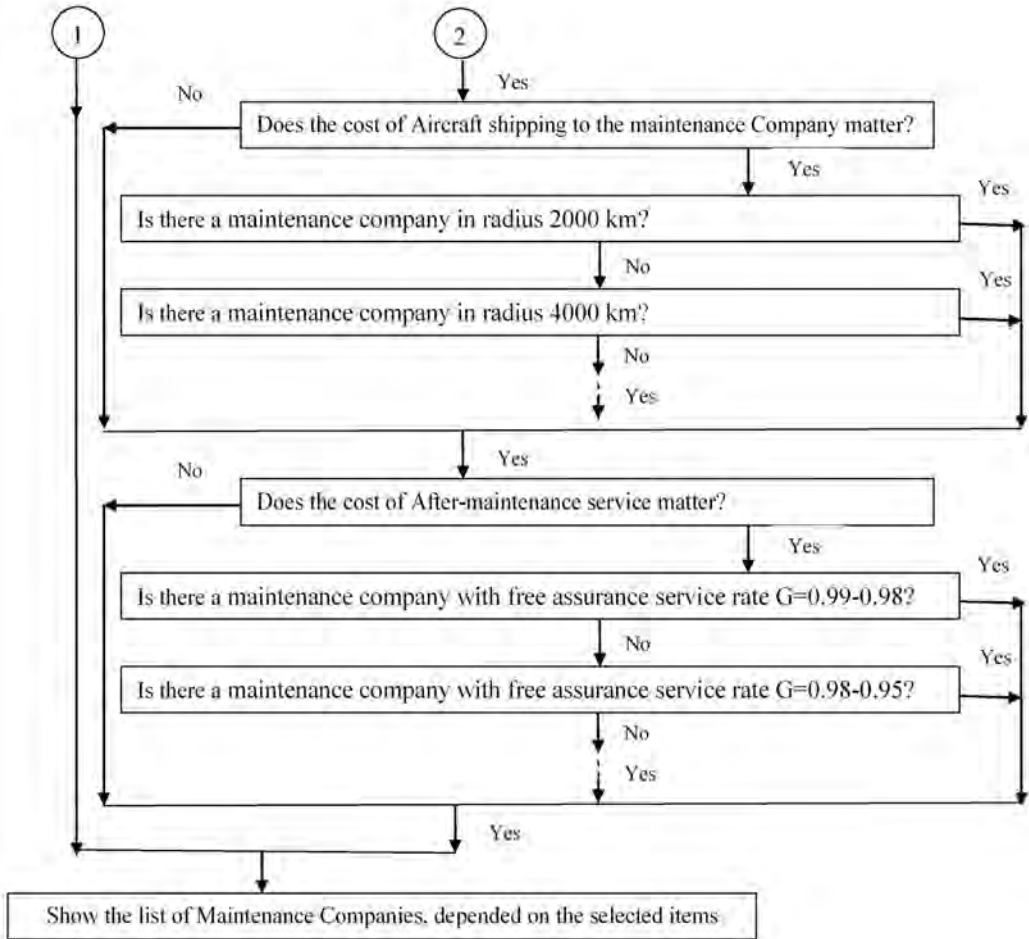 1
2
Yes
No
Does the cost of Aircraft shipping to the maintenance Company matter?
Yes
Yes
Is there a maintenance company in radius 2000 km?
No
Yes
Is there a maintenance company in radius 4000 km?
No
Yes
Yes
No
Does the cost of After-maintenance service matter?
Yes
Yes
Is there a maintenance company with free assurance service rate G=0.99-0.98?
No
Yes
Is there a maintenance company with free assurance service rate G=0.98-0.95?
No
Yes
Yes
Show the list of Maintenance Companies, depended on the selected items